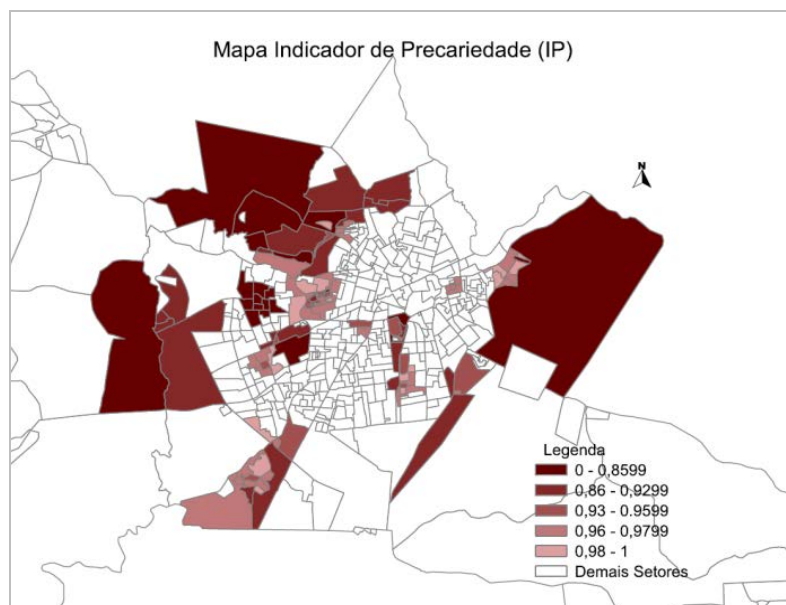 Mapa Indicador de Precariedade (IP)
N
Legenda
0 - 0,8599
0,86 - 0,9299
0,93 - 0,9599
0,96 - 0,9799
0,98 - 1
Demais Setores